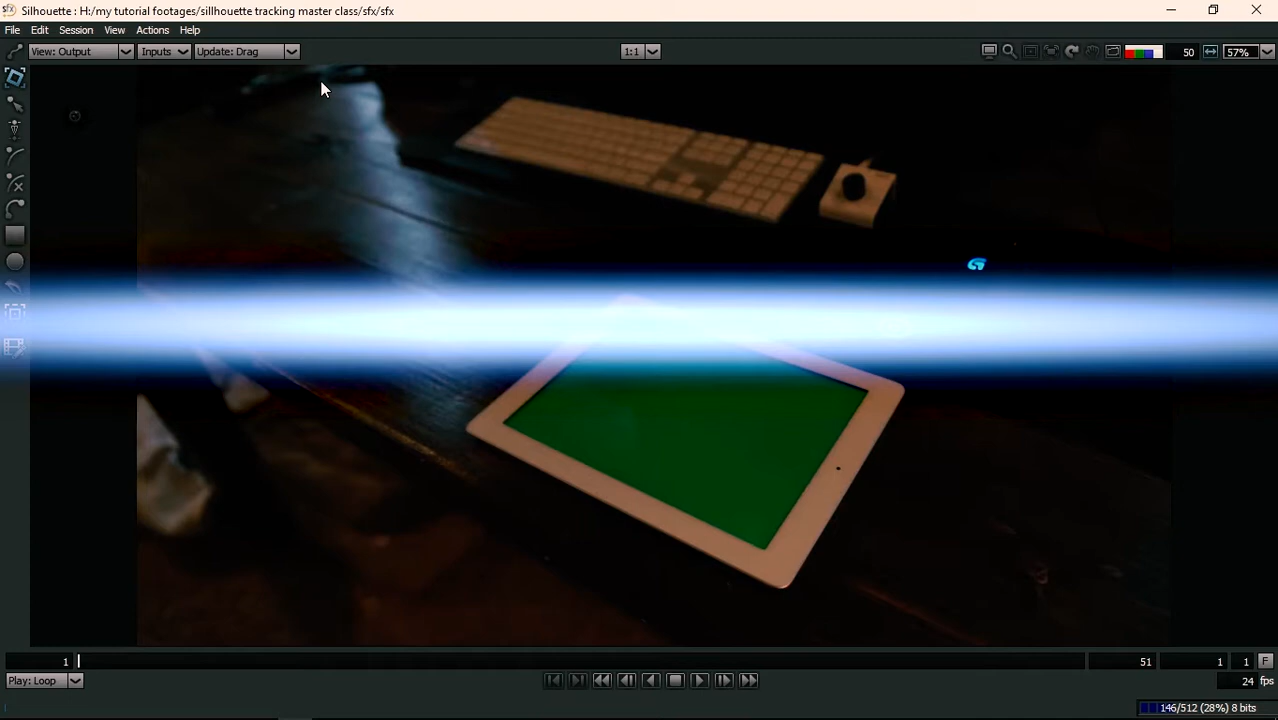 Silhouette : H:/my tutorial footages/sillhouette tracking master class/sfx/sfx
File Edit Session View Actions Help
View: Output Inputs Update: Drag 1:1 50 57%
1 51 1 1 F
Play: Loop 24 fps
146/512 (28%) 8 bits